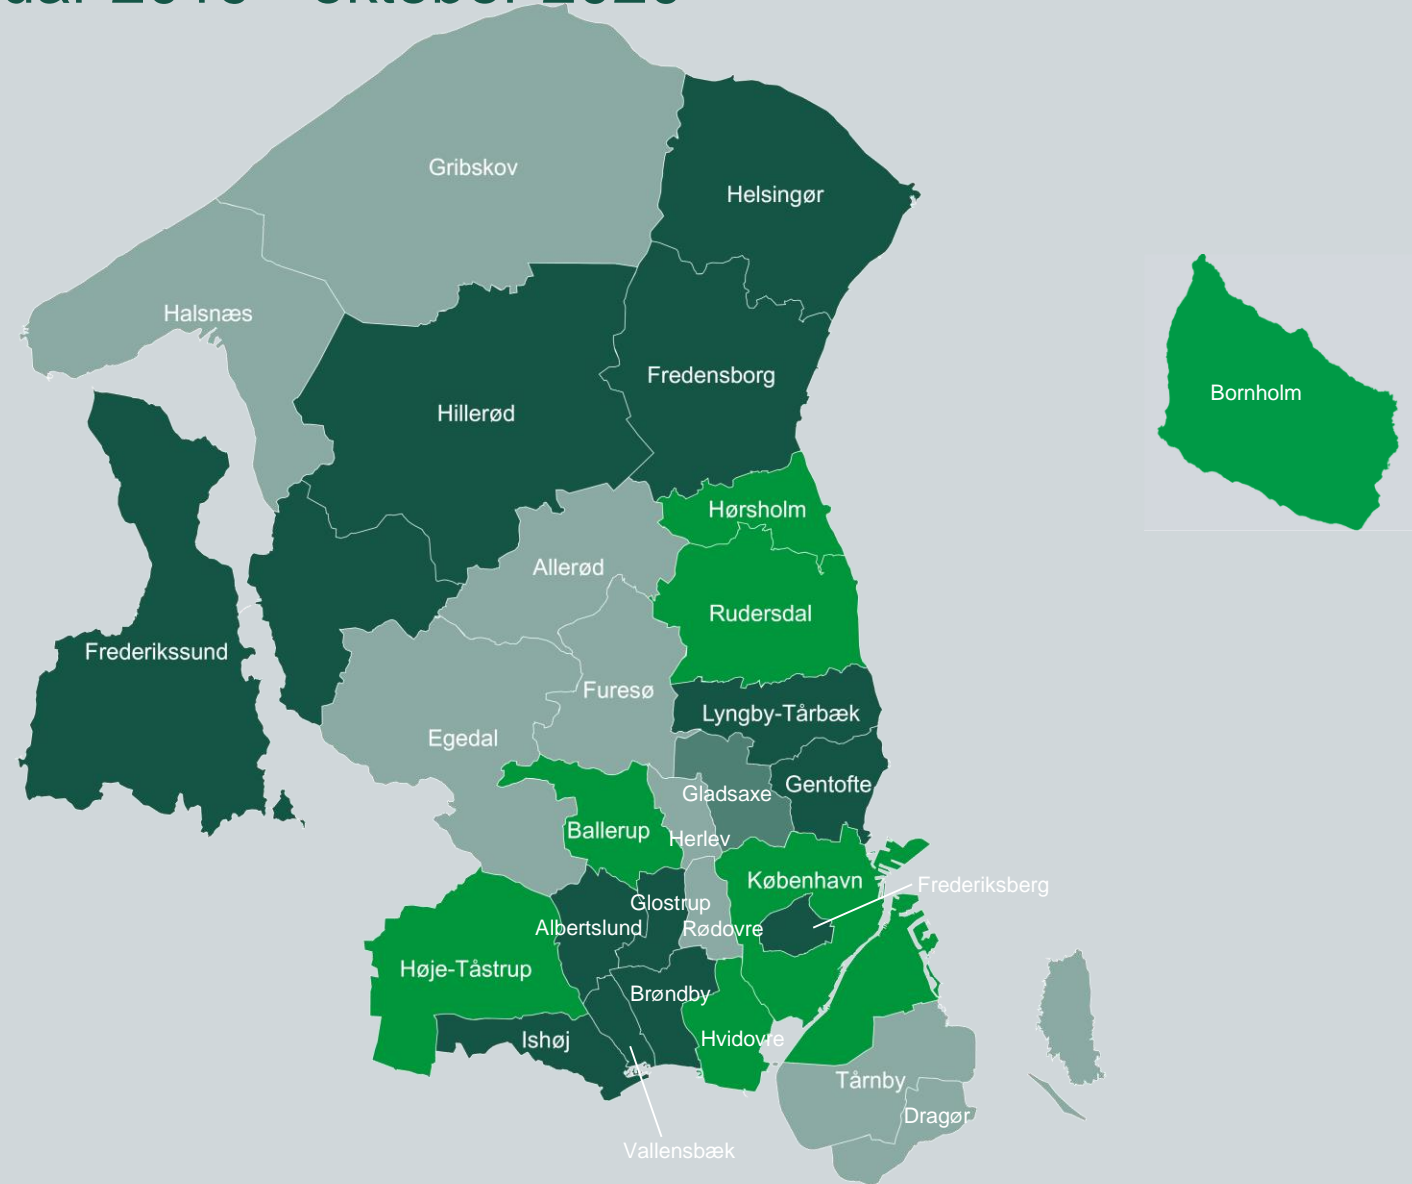 Gribskov
Helsingør
Halsnæs
Fredensborg
Bornholm
Hillerød
Hørsholm
Allerød
Rudersdal
Frederikssund
Furesø
Lyngby-Tårbæk
Egedal
Gentofte
Gladsaxe
Ballerup
Herlev
København
Frederiksberg
Glostrup
Albertslund
Rødovre
Høje-Tåstrup
Brøndby
Ishøj
Hvidovre
Tårnby
Dragør
Vallensbæk